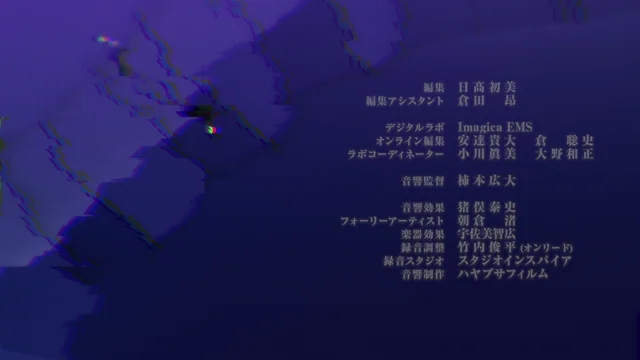 編集 日髙初美
編集アシスタント 倉田 昂
デジタルラボ Imagica EMS
オンライン編集 安達貴大 倉 聡史
ラボコーディネーター 小川眞美 大野和正
音響監督 柿本広大
音響効果 猪俣泰史
フォーリーアーティスト 朝倉 渚
楽器効果 宇佐美智広
録音調整 竹内俊平 (オンリード)
録音スタジオ スタジオインスパイア
音響制作 ハヤブサフィルム